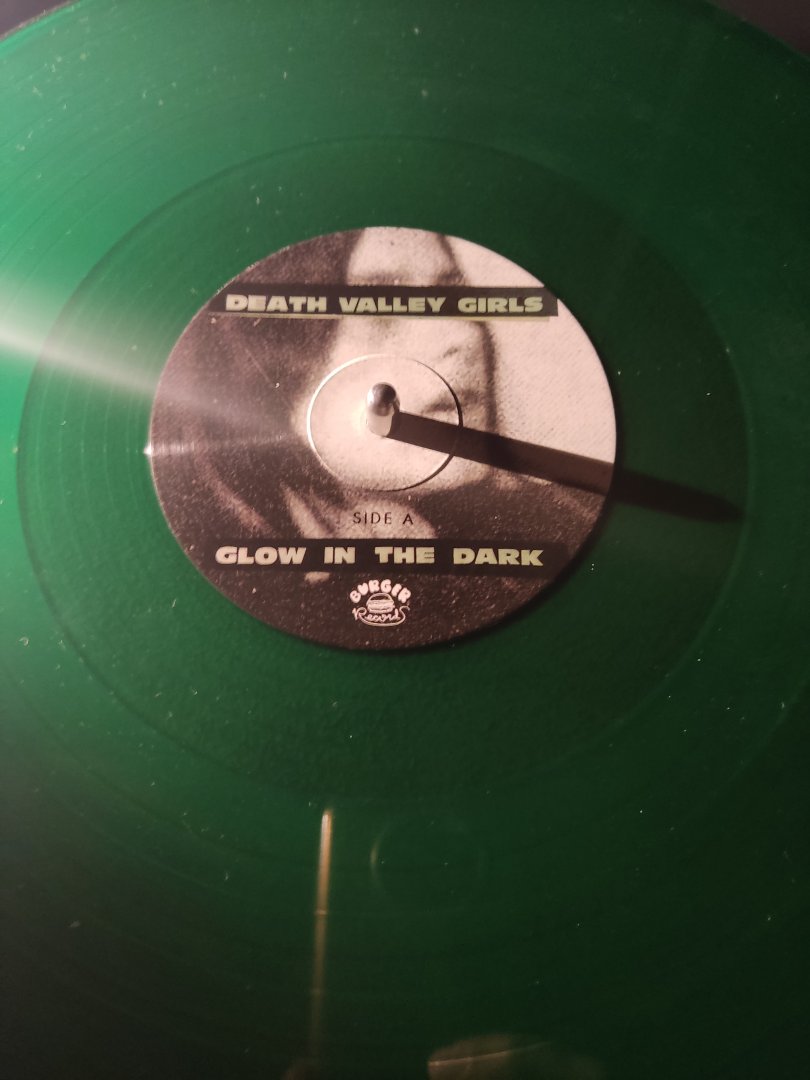 DEATH VALLEY GIRLS
SIDE A
GLOW IN THE DARK
BURGER
Records